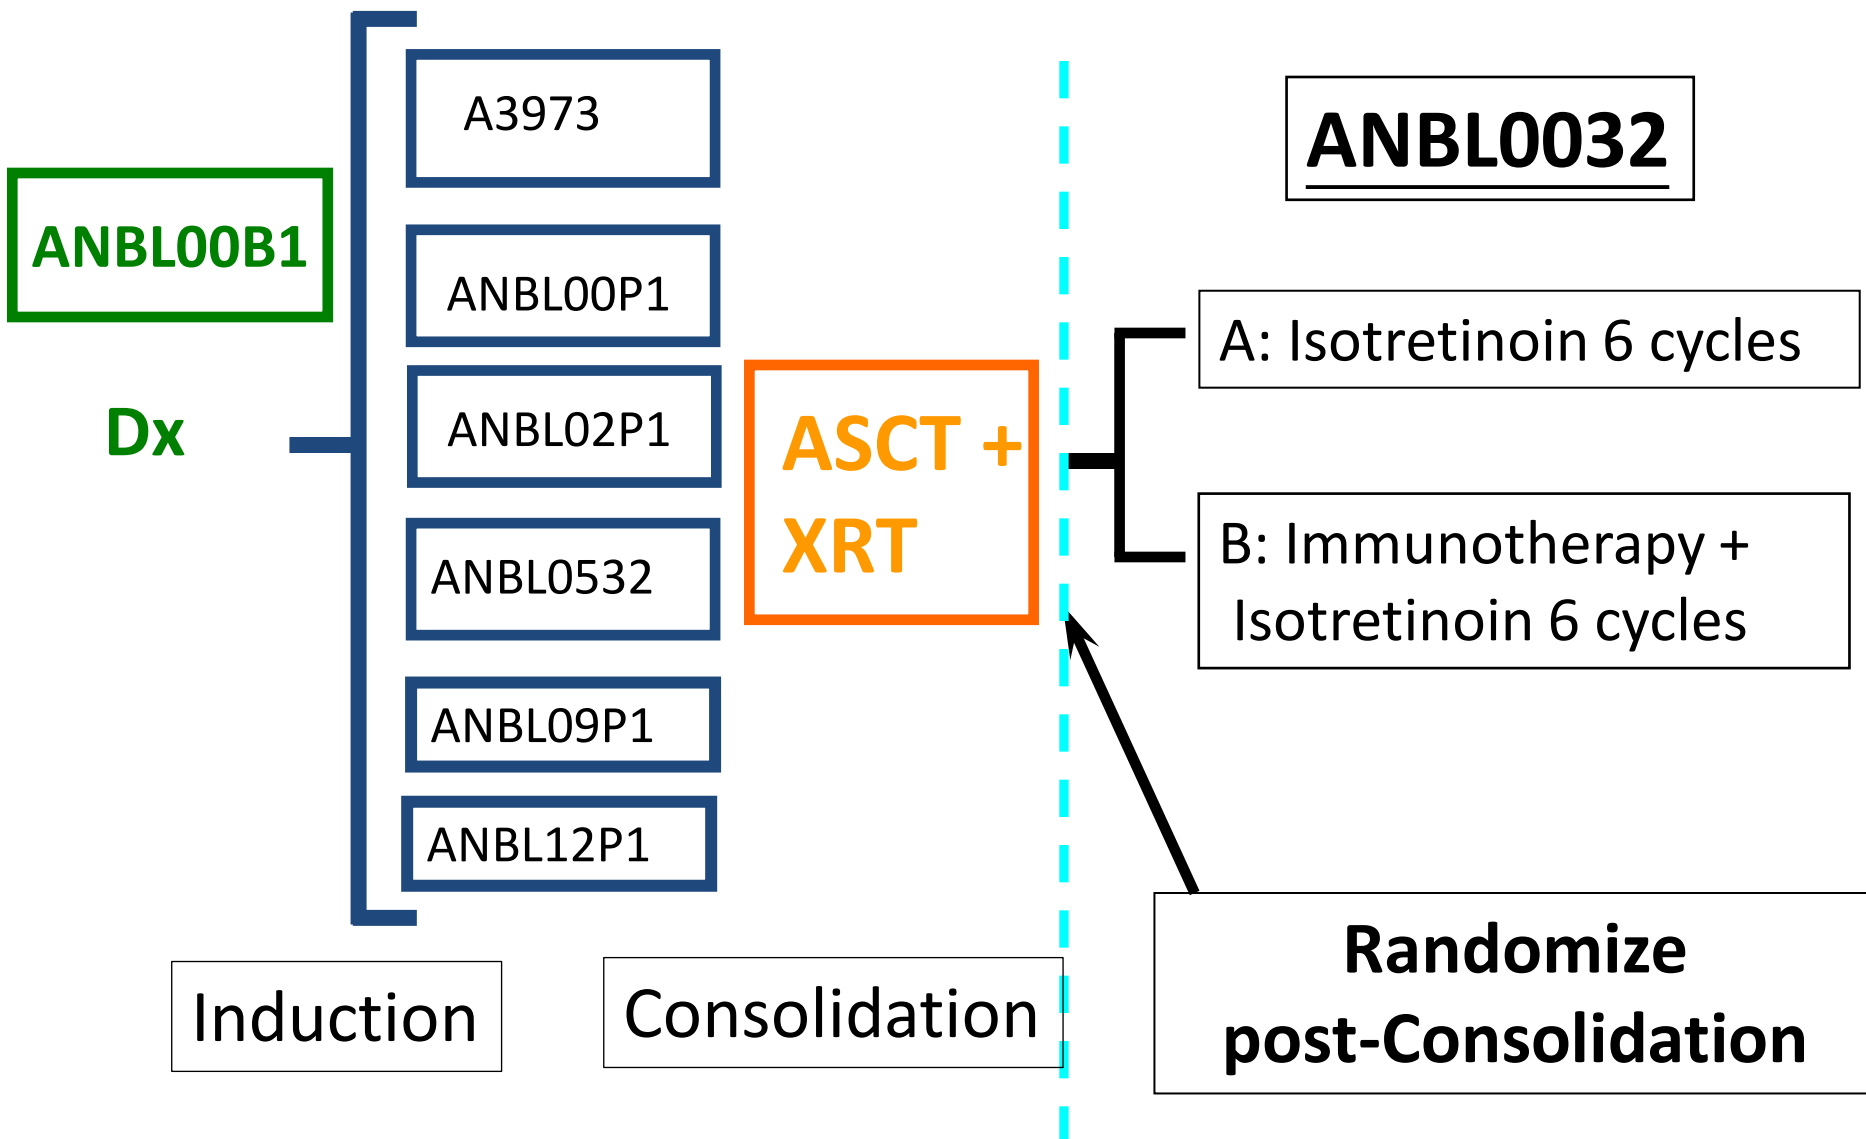 ANBL00B1
Dx
A3973
ANBL00P1
ANBL02P1
ANBL0532
ANBL09P1
ANBL12P1
Induction
ASCT +
XRT
Consolidation
ANBL0032
A: Isotretinoin 6 cycles
B: Immunotherapy +
Isotretinoin 6 cycles
Randomize
post-Consolidation